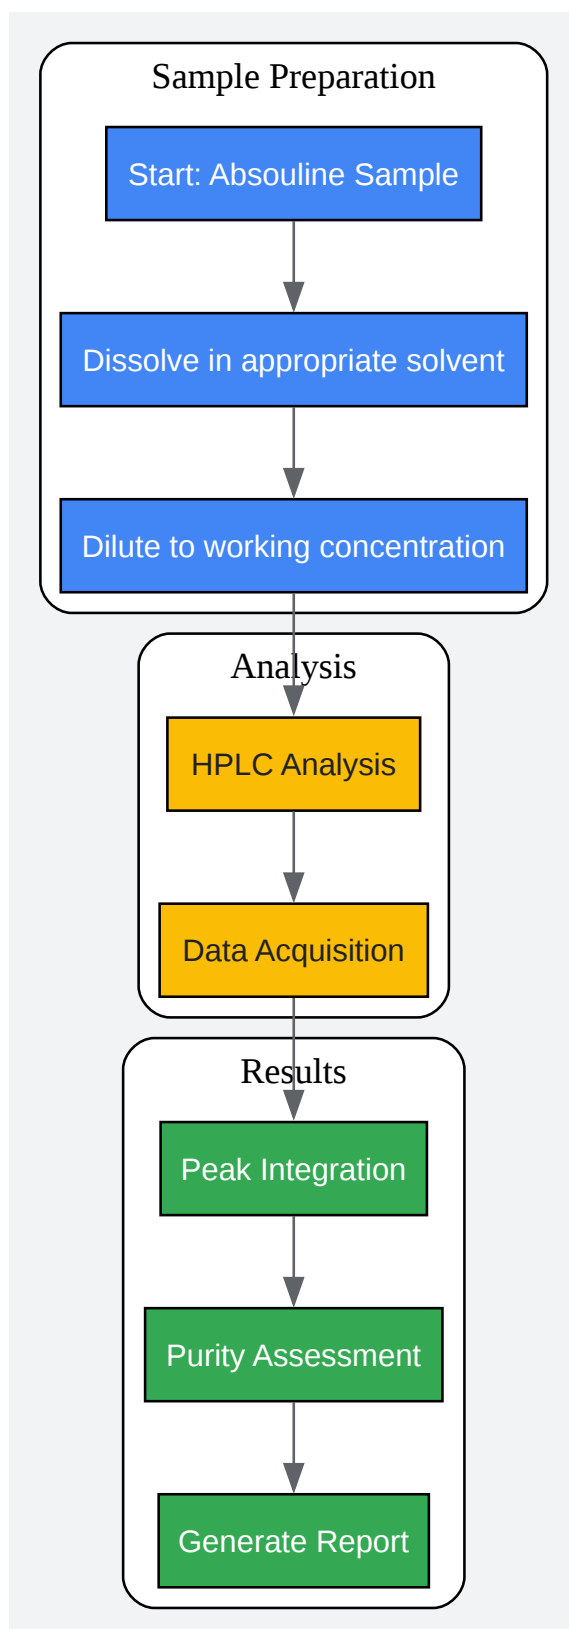 Sample Preparation
Start: Absouline Sample
Dissolve in appropriate solvent
Dilute to working concentration
Analysis
HPLC Analysis
Data Acquisition
Results
Peak Integration
Purity Assessment
Generate Report